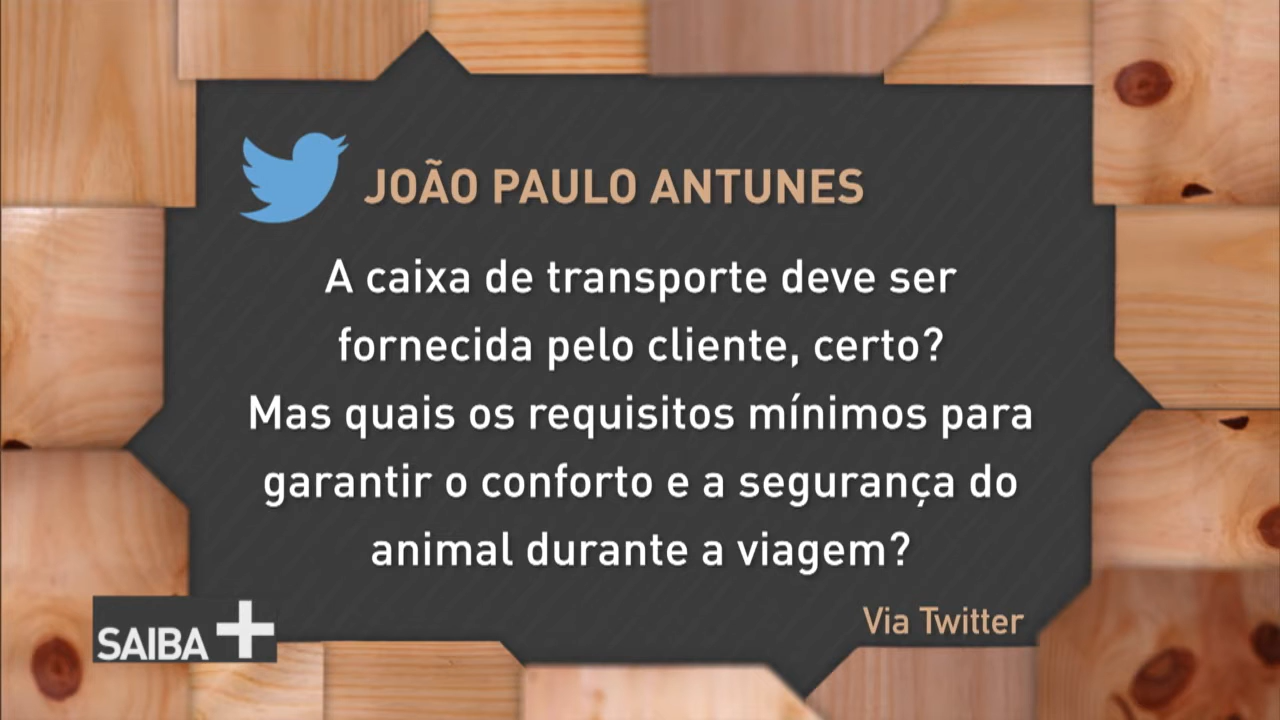 JOÃO PAULO ANTUNES
A caixa de transporte deve ser
fornecida pelo cliente, certo?
Mas quais os requisitos mínimos para
garantir o conforto e a segurança do
animal durante a viagem?
Via Twitter
SAIBA+